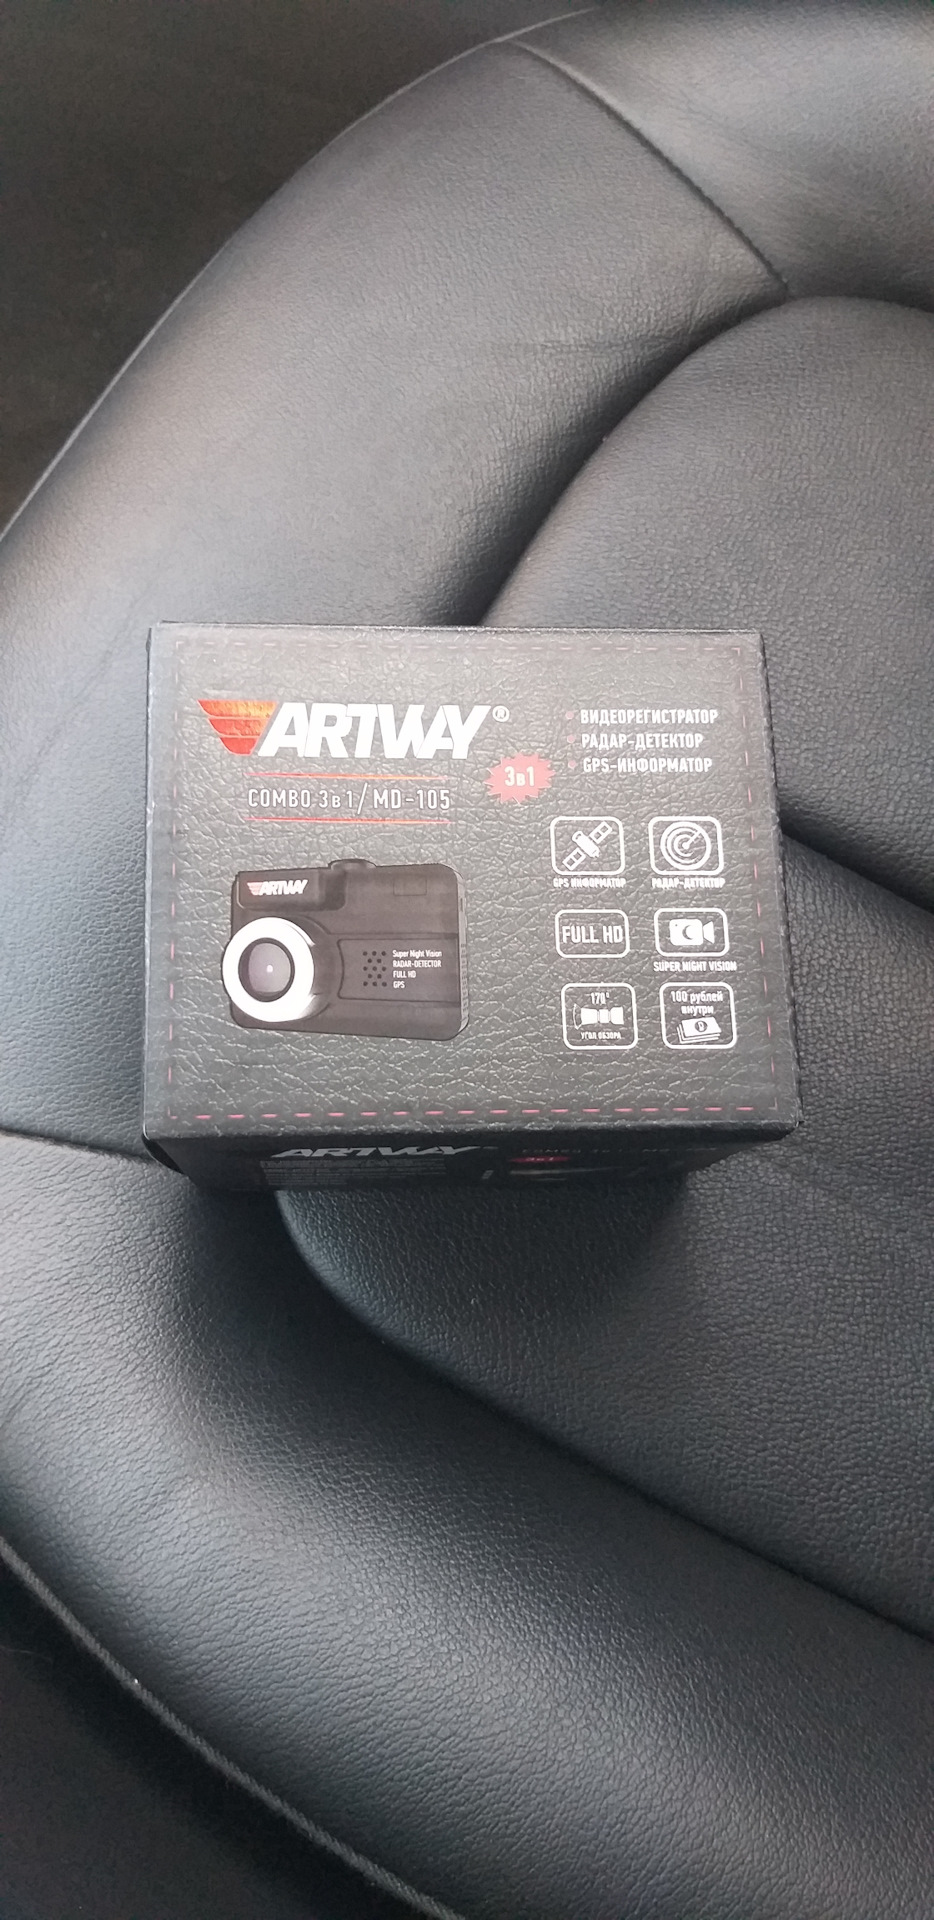 ARTWAY®
ВИДЕОРЕГИСТРАТОР
РАДАР-ДЕТЕКТОР
GPS-ИНФОРМАТОР
3в1
COMBO 3в1/MD-105
GPS ИНФОРМАТОР
РАДАР-ДЕТЕКТОР
ARTWAY
Super Night Vision
RADAR-DETECTOR
FULL HD
GPS
FULL HD
SUPER NIGHT VISION
170°
УГОЛ ОБЗОРА
100 рублей
внутри
ARTWAY
3в1